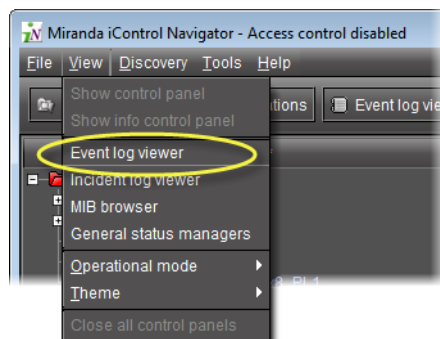 Miranda iControl Navigator - Access control disabled
File View Discovery Tools Help
Show control panel
Event log vie
Show info control panel
Event log viewer
Incident log viewer
MIB browser
General status managers
Operational mode
Theme
Close all control panels